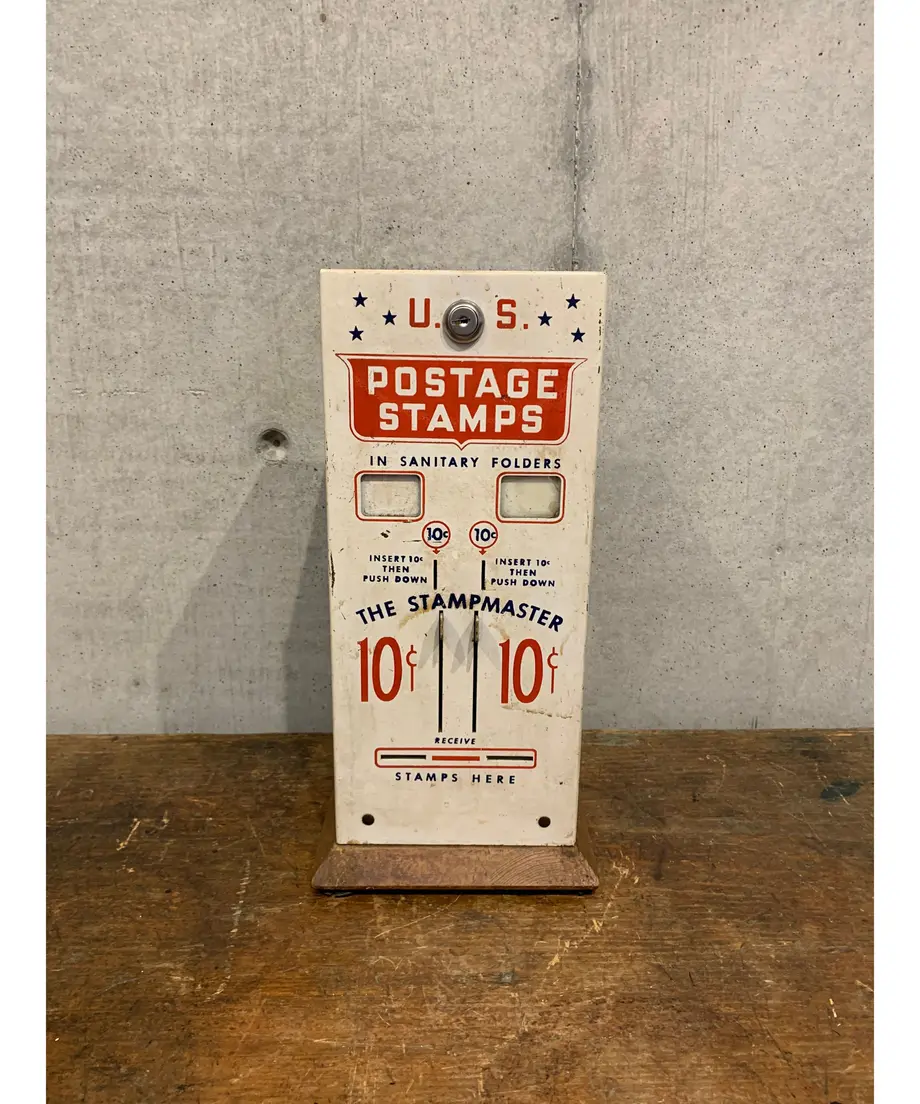 U. S.
POSTAGE
STAMPS
IN SANITARY FOLDERS
10¢ 10¢
INSERT 10¢ INSERT 10¢
THEN THEN
PUSH DOWN PUSH DOWN
THE STAMPMASTER
10¢ 10¢
RECEIVE
STAMPS HERE